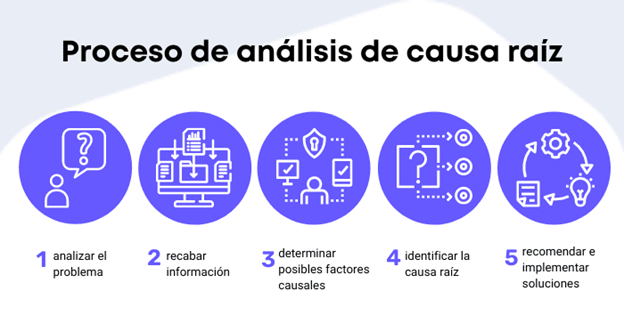 Proceso de análisis de causa raíz
?
?
1 analizar el
problema
2 recabar
información
3 determinar
posibles factores
causales
4 identificar la
causa raíz
5 recomendar e
implementar
soluciones